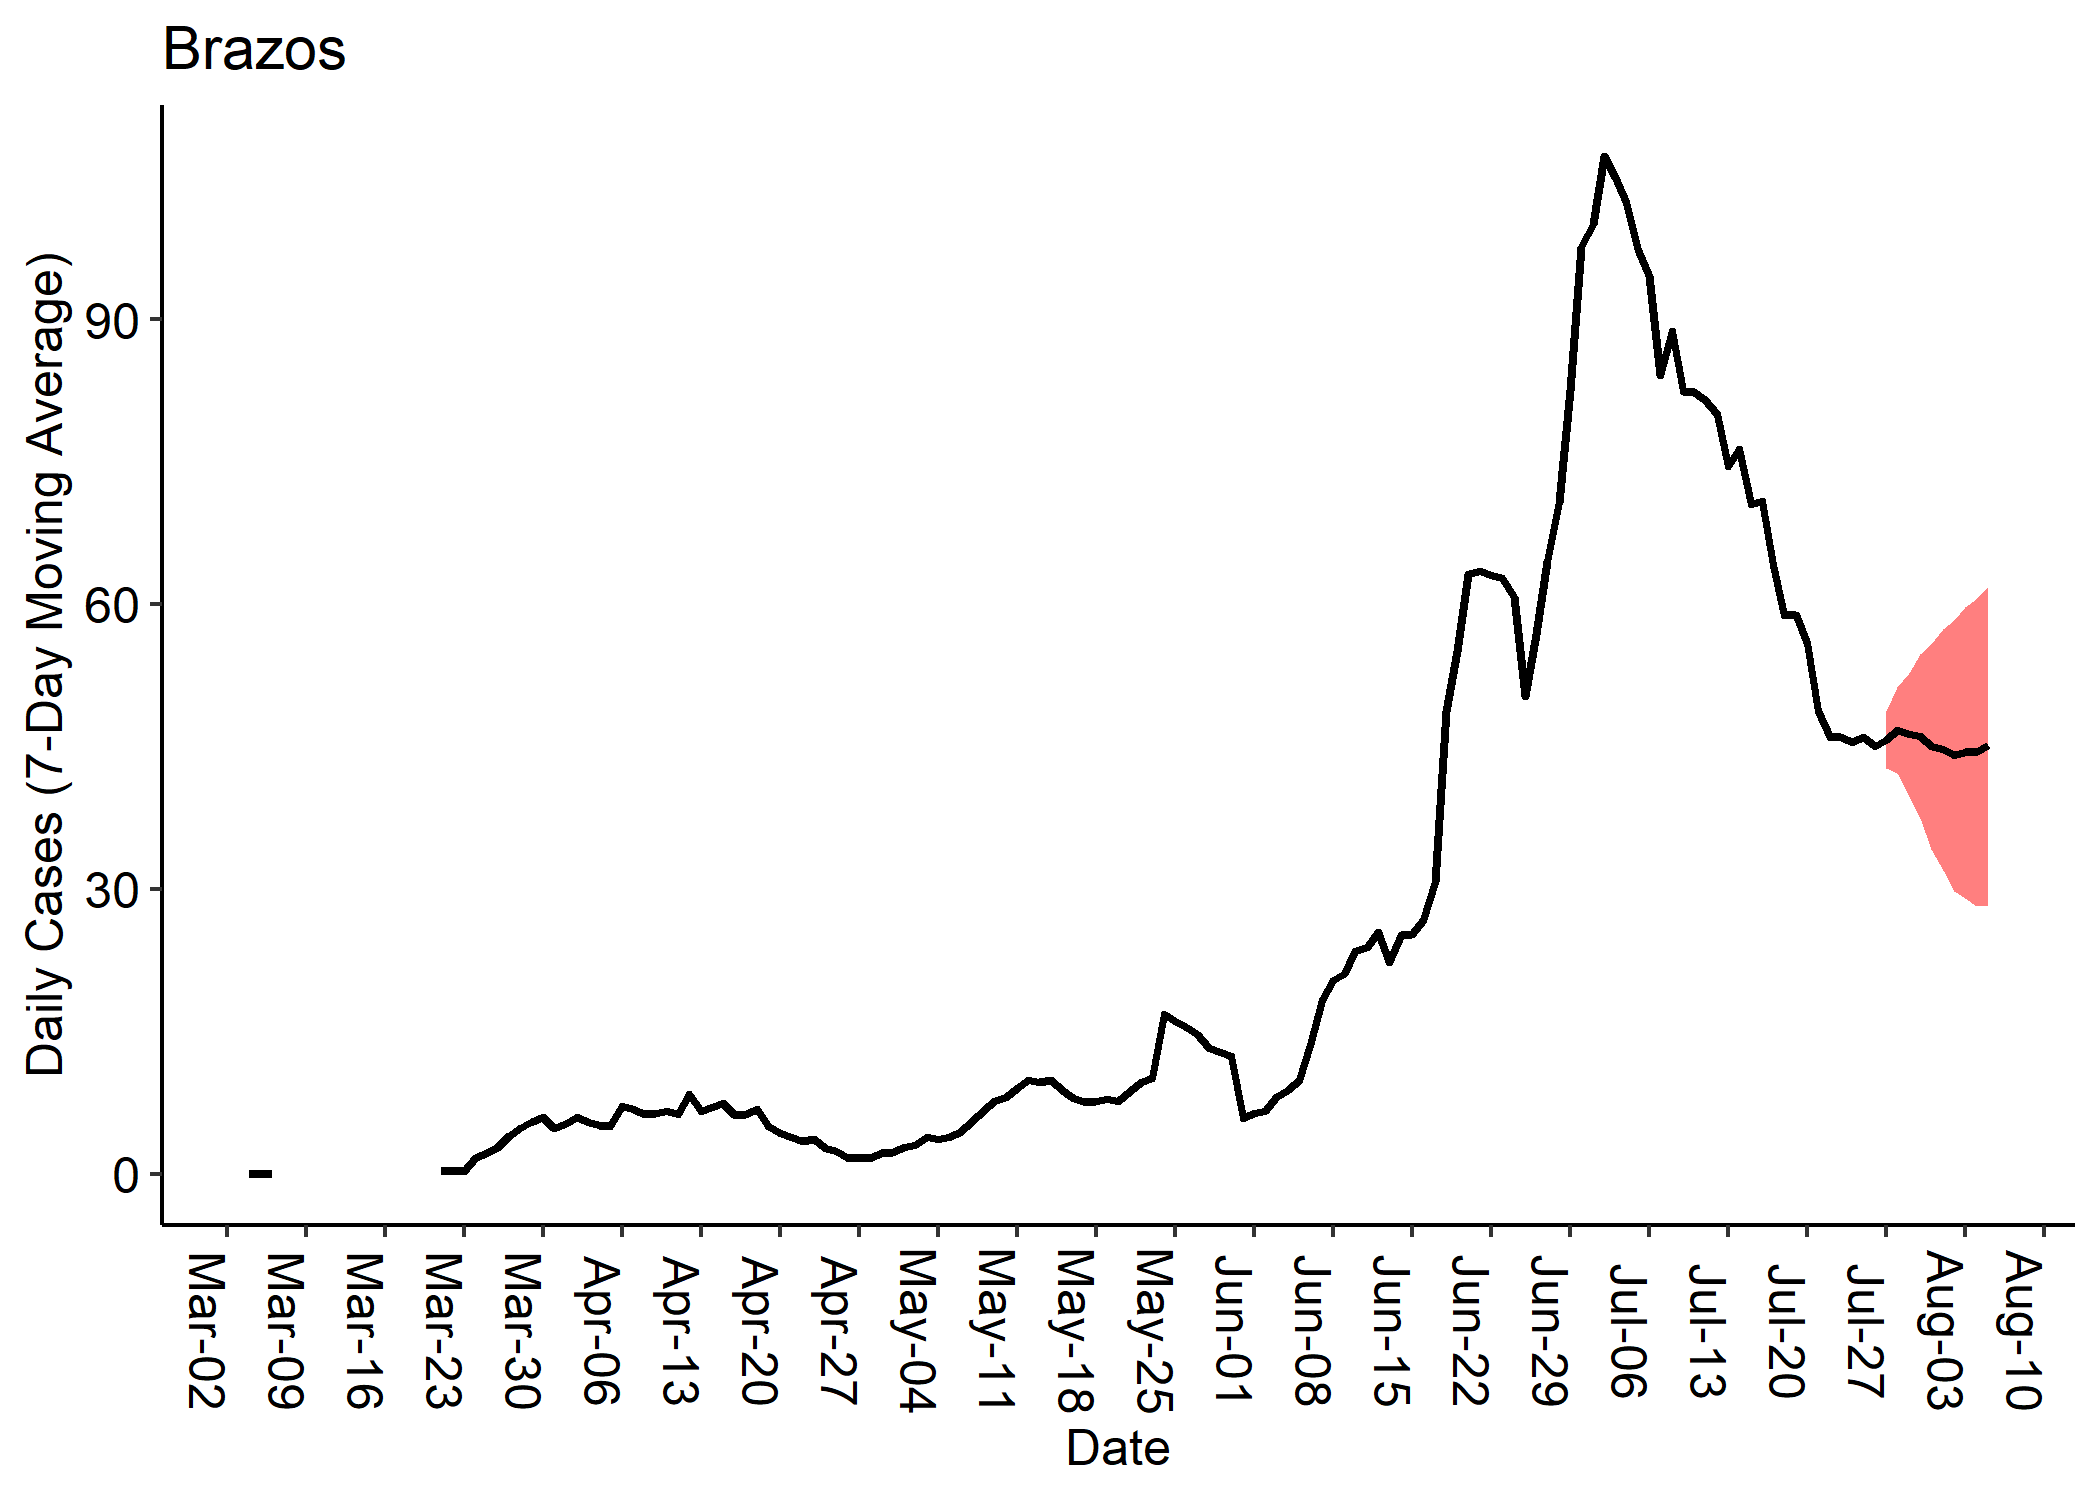 Brazos
Daily Cases (7-Day Moving Average)
90
60
30
0
Mar-02
Mar-09
Mar-16
Mar-23
Mar-30
Apr-06
Apr-13
Apr-20
Apr-27
May-04
May-11
May-18
May-25
Jun-01
Jun-08
Jun-15
Jun-22
Jun-29
Jul-06
Jul-13
Jul-20
Jul-27
Aug-03
Aug-10
Date